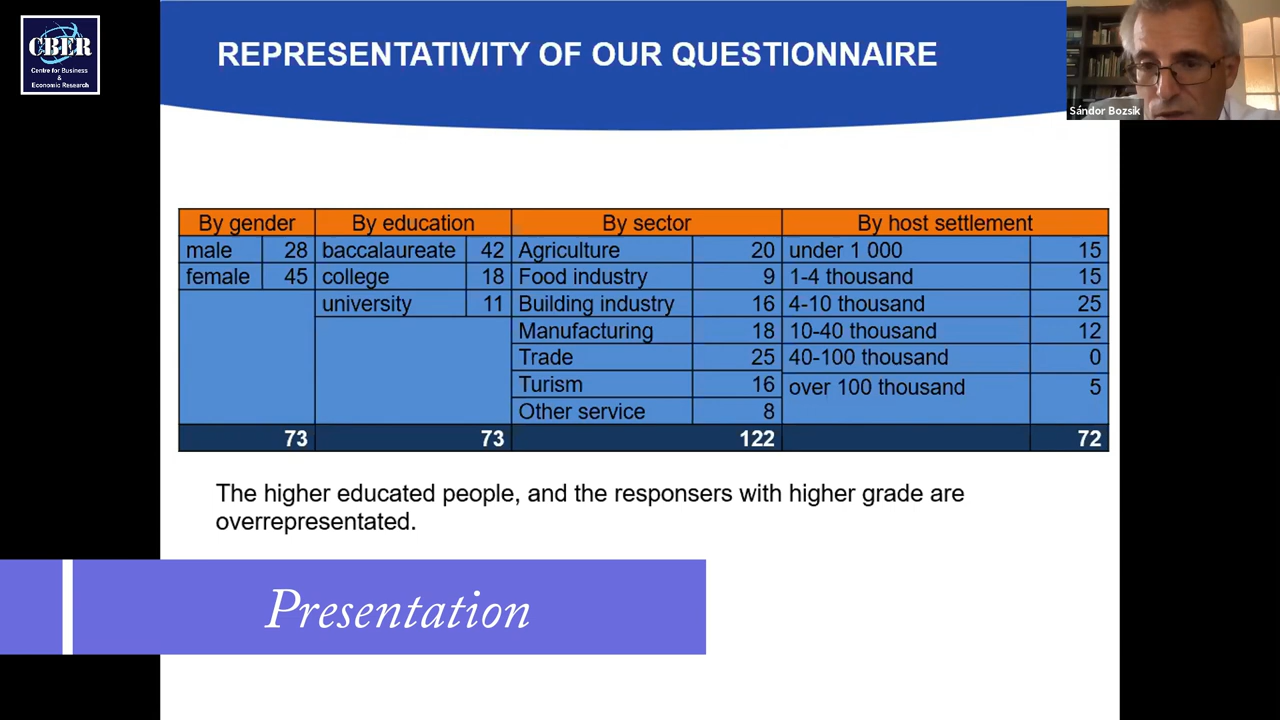 CBER
Centre for Business
&
Economic Research
REPRESENTATIVITY OF OUR QUESTIONNAIRE
Sándor Bozsik
By gender By education By sector By host settlement
male 28 baccalaureate 42 Agriculture 20 under 1 000 15
female 45 college 18 Food industry 9 1-4 thousand 15
university 11 Building industry 16 4-10 thousand 25
Manufacturing 18 10-40 thousand 12
Trade 25 40-100 thousand 0
Turism 16 over 100 thousand 5
Other service 8
73 73 122 72
The higher educated people, and the responsers with higher grade are
overrepresentated.
Presentation